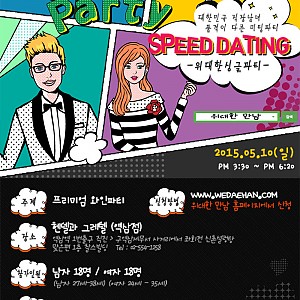 Party
대한민국 직장남녀
품격이 다른 미팅파티
SPEED DATING
-위대한싱글파티-
위대한 만남
2015.05.10(일)
PM 3:30 ~ PM 6:20
주제
프리미엄 와인파티
신청방법
WWW.WEDAEHAN.COM
위대한 만남 홈페이지에서 신청
장소
헨델과 그레텔 (역삼점)
참가인원
남자 18명 / 여자 18명